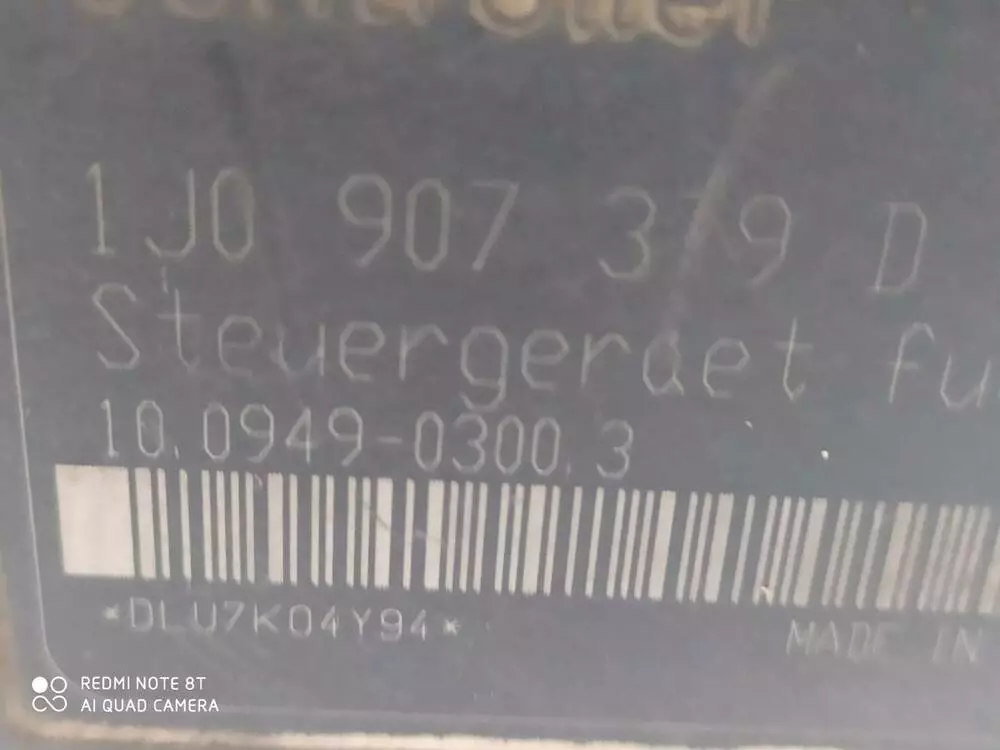 1J0 907 379 D
Steuergeraet fu
10.0949-0300.3
*DLU7K04Y94*
MADE IN
REDMI NOTE 8T
AI QUAD CAMERA